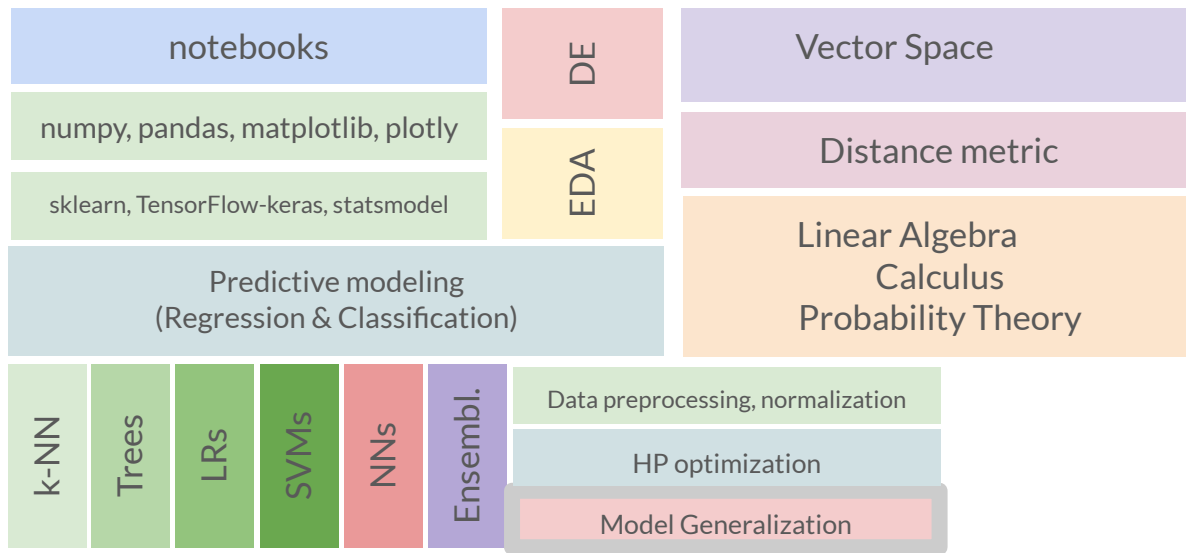 notebooks
numpy, pandas, matplotlib, plotly
sklearn, TensorFlow-keras, statsmodel
DE
EDA
Predictive modeling
(Regression & Classification)
Vector Space
Distance metric
Linear Algebra
Calculus
Probability Theory
k-NN
Trees
LRs
SVMs
NNs
Ensembl.
Data preprocessing, normalization
HP optimization
Model Generalization